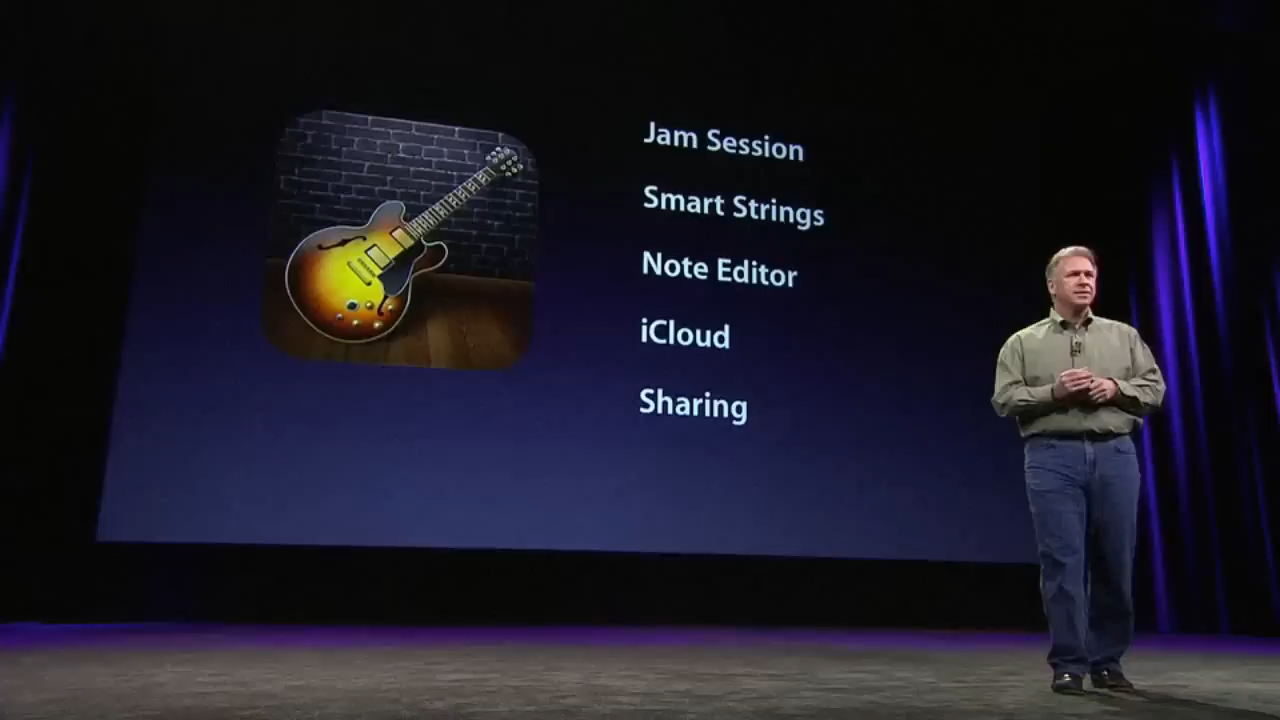 Jam Session
Smart Strings
Note Editor
iCloud
Sharing